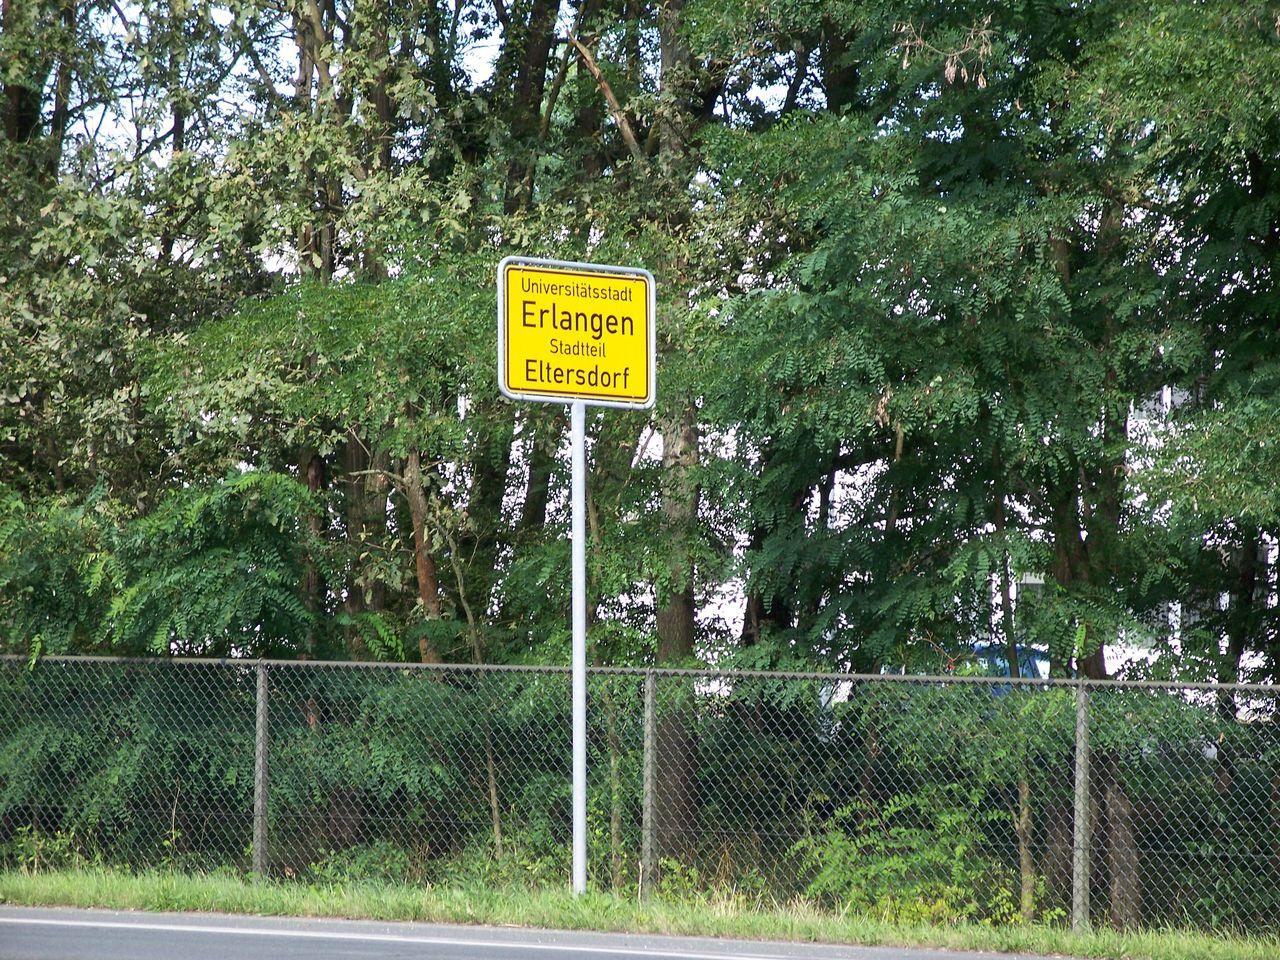 Universitätsstadt
Erlangen
Stadtteil
Eltersdorf